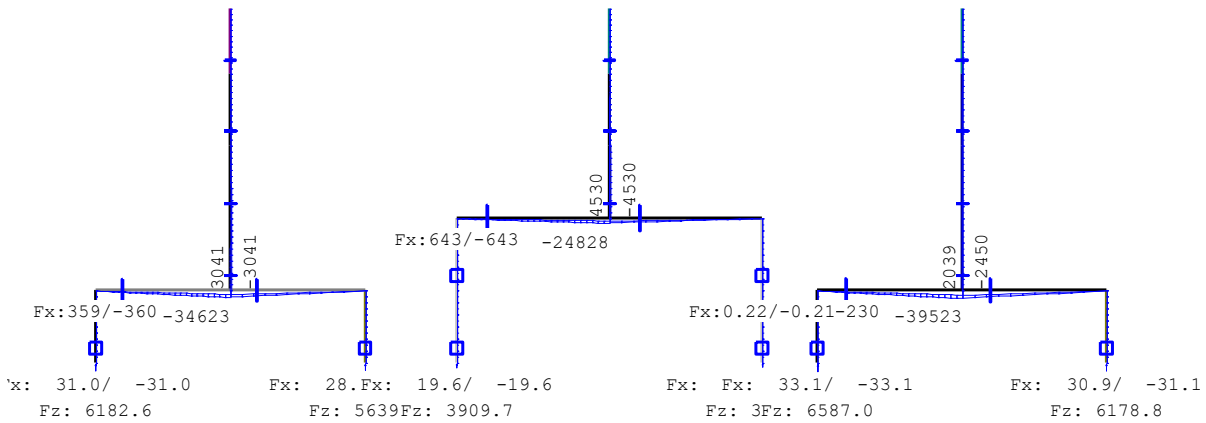 4530
-4530
3041
-3041
2039
-2450
Fx:643/-643
-24828
Fx:359/-360
-34623
Fx:0.22/-0.21-230
-39523
x: 31.0/ -31.0
Fx: 28.Fx: 19.6/ -19.6
Fx: Fx: 33.1/ -33.1
Fx: 30.9/ -31.1
Fz: 6182.6
Fz: 5639Fz: 3909.7
Fz: 3Fz: 6587.0
Fz: 6178.8